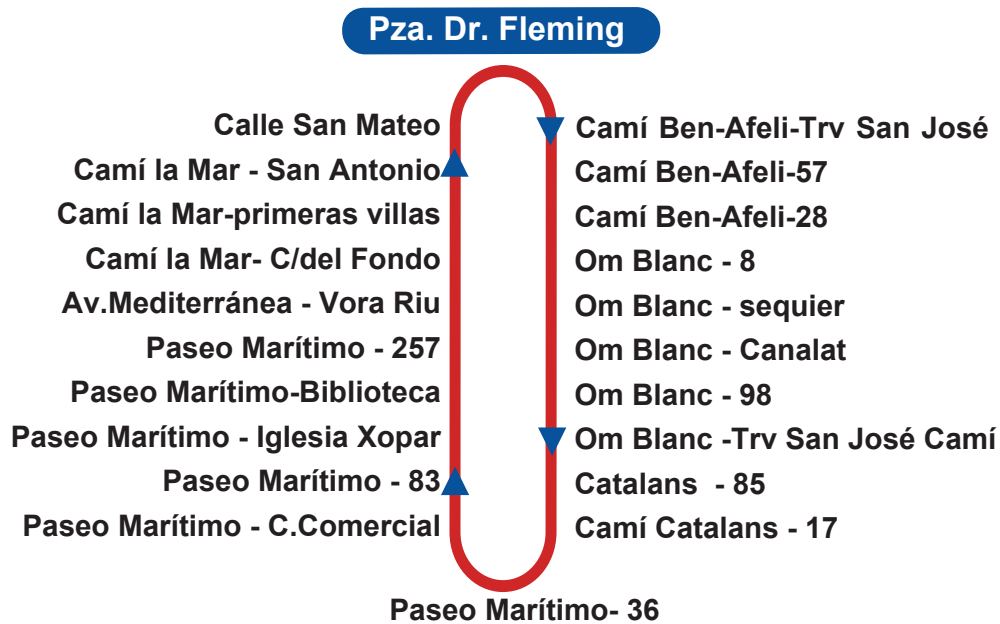 Pza. Dr. Fleming
Calle San Mateo
Camí la Mar - San Antonio
Camí la Mar-primeras villas
Camí la Mar- C/del Fondo
Av.Mediterránea - Vora Riu
Paseo Marítimo - 257
Paseo Marítimo-Biblioteca
Paseo Marítimo - Iglesia Xopar
Paseo Marítimo - 83
Paseo Marítimo - C.Comercial
Camí Ben-Afeli-Trv San José
Camí Ben-Afeli-57
Camí Ben-Afeli-28
Om Blanc - 8
Om Blanc - sequier
Om Blanc - Canalat
Om Blanc - 98
Om Blanc -Trv San José Camí
Catalans - 85
Camí Catalans - 17
Paseo Marítimo- 36